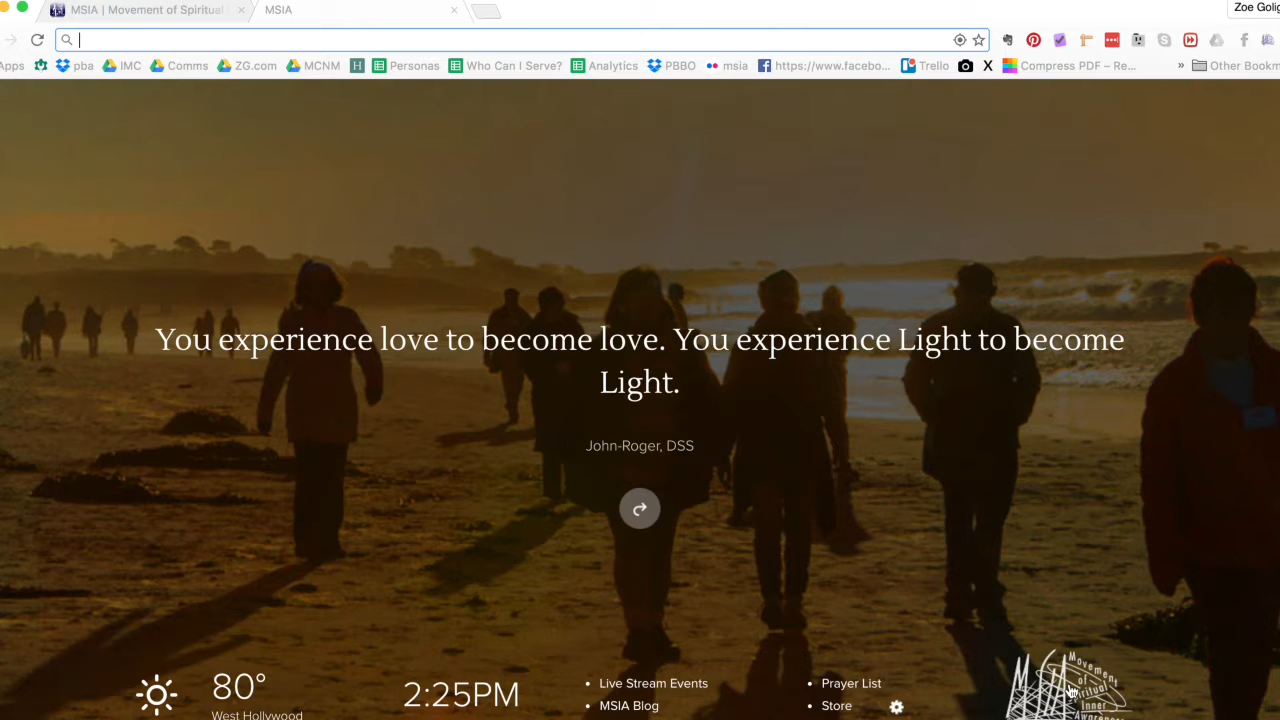 MSIA | Movement of Spiritual
MSIA
Zoe Golig
Apps pba IMC Comms ZG.com MCNM Personas Who Can I Serve? Analytics PBBO msia https://www.facebo... Trello X Compress PDF – Re... » Other Bookm
You experience love to become love. You experience Light to become
Light.
John-Roger, DSS
80°
West Hollywood
2:25PM
• Live Stream Events
• MSIA Blog
• Prayer List
• Store
Movement
of
Spiritual
Inner
Awareness